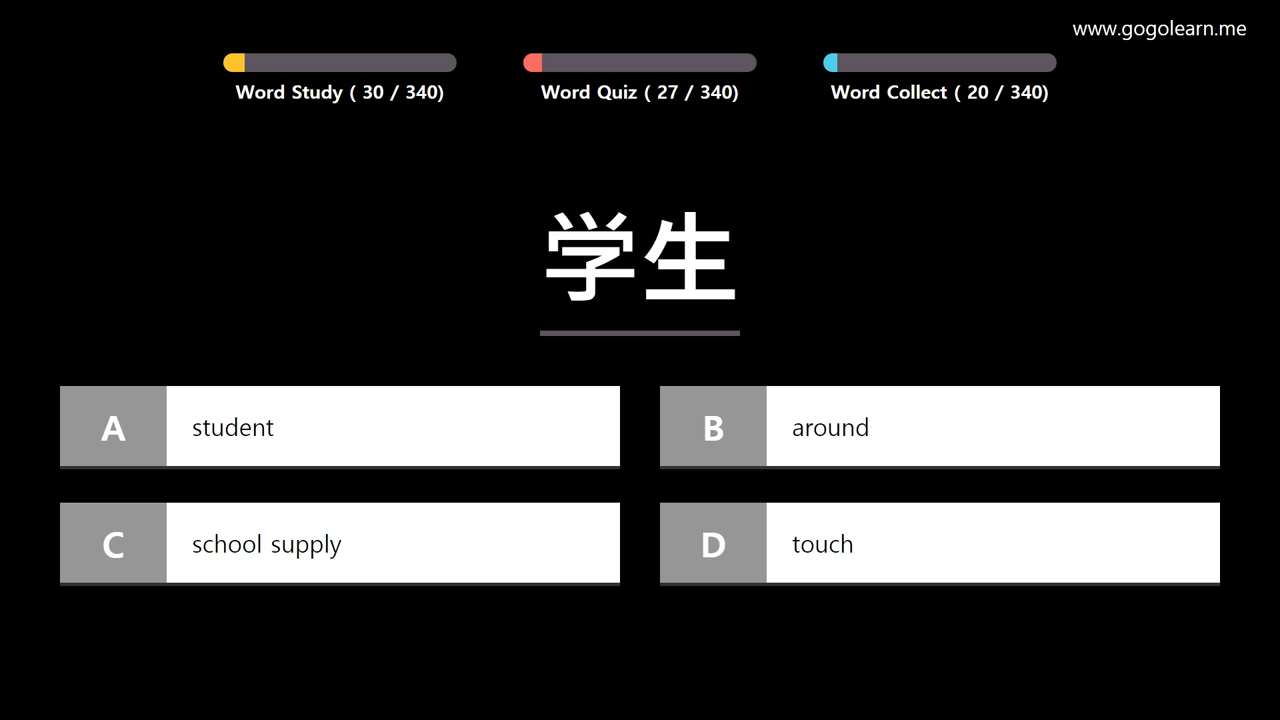 www.gogolearn.me
Word Study ( 30 / 340)
Word Quiz ( 27 / 340)
Word Collect ( 20 / 340)
学生
A student
B around
C school supply
D touch